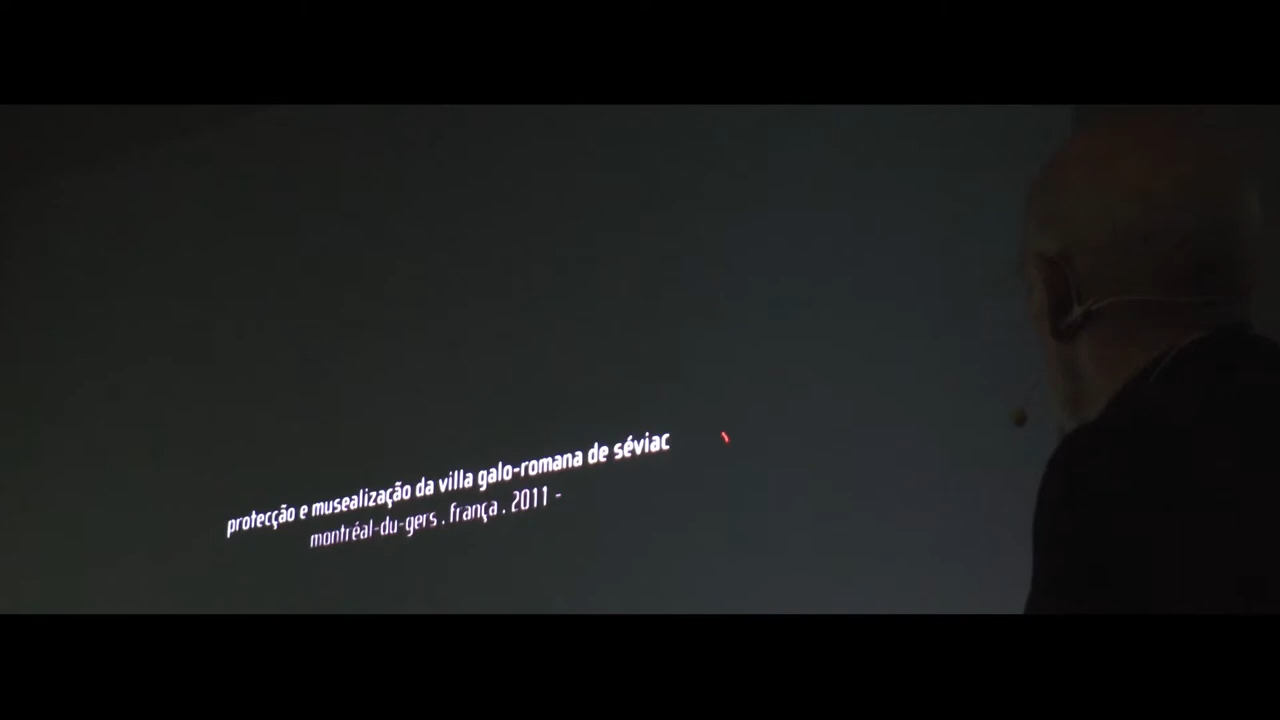 protecção e musealização da villa galo-romana de séviac
montréal-du-gers . frança . 2011 -